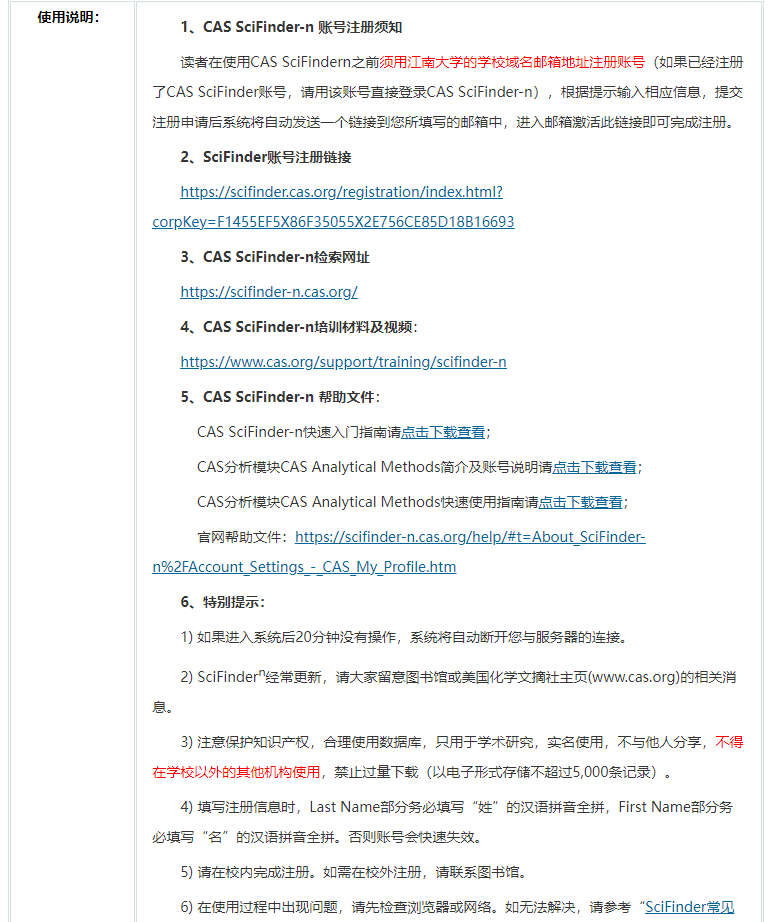 使用说明：
1、CAS SciFinder-n 账号注册须知
读者在使用CAS SciFindern之前须用江南大学的学校域名邮箱地址注册账号（如果已经注册
了CAS SciFinder账号，请用该账号直接登录CAS SciFinder-n），根据提示输入相应信息，提交
注册申请后系统将自动发送一个链接到您所填写的邮箱中，进入邮箱激活此链接即可完成注册。
2、SciFinder账号注册链接
https://scifinder.cas.org/registration/index.html?
corpKey=F1455EF5X86F35055X2E756CE85D18B16693
3、CAS SciFinder-n检索网址
https://scifinder-n.cas.org/
4、CAS SciFinder-n培训材料及视频：
https://www.cas.org/support/training/scifinder-n
5、CAS SciFinder-n 帮助文件：
CAS SciFinder-n快速入门指南请点击下载查看；
CAS分析模块CAS Analytical Methods简介及账号说明请点击下载查看；
CAS分析模块CAS Analytical Methods快速使用指南请点击下载查看；
官网帮助文件：https://scifinder-n.cas.org/help/#t=About_SciFinder-
n%2FAccount_Settings_-_CAS_My_Profile.htm
6、特别提示：
1) 如果进入系统后20分钟没有操作，系统将自动断开您与服务器的连接。
2) SciFinderⁿ经常更新，请大家留意图书馆或美国化学文摘社主页(www.cas.org)的相关消
息。
3) 注意保护知识产权，合理使用数据库，只用于学术研究，实名使用，不与他人分享，不得
在学校以外的其他机构使用，禁止过量下载（以电子形式存储不超过5,000条记录）。
4) 填写注册信息时，Last Name部分务必填写“姓”的汉语拼音全拼，First Name部分务
必填写“名”的汉语拼音全拼。否则账号会快速失效。
5) 请在校内完成注册。如需在校外注册，请联系图书馆。
6) 在使用过程中出现问题，请先检查浏览器或网络。如无法解决，请参考“SciFinder常见